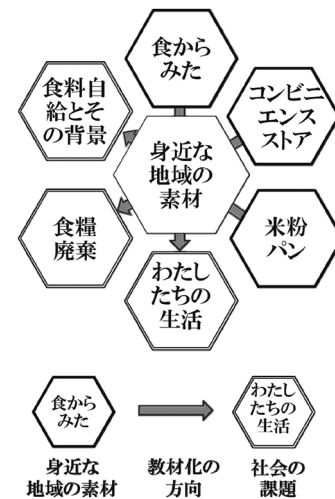 食から
みた
食料自
給とそ
の背景
コンビニ
エンス
ストア
身近な
地域の
素材
食糧
廃棄
米粉
パン
わたし
たちの
生活
食から
みた
わたし
たちの
生活
身近な
地域の素材
教材化の
方向
社会の
課題